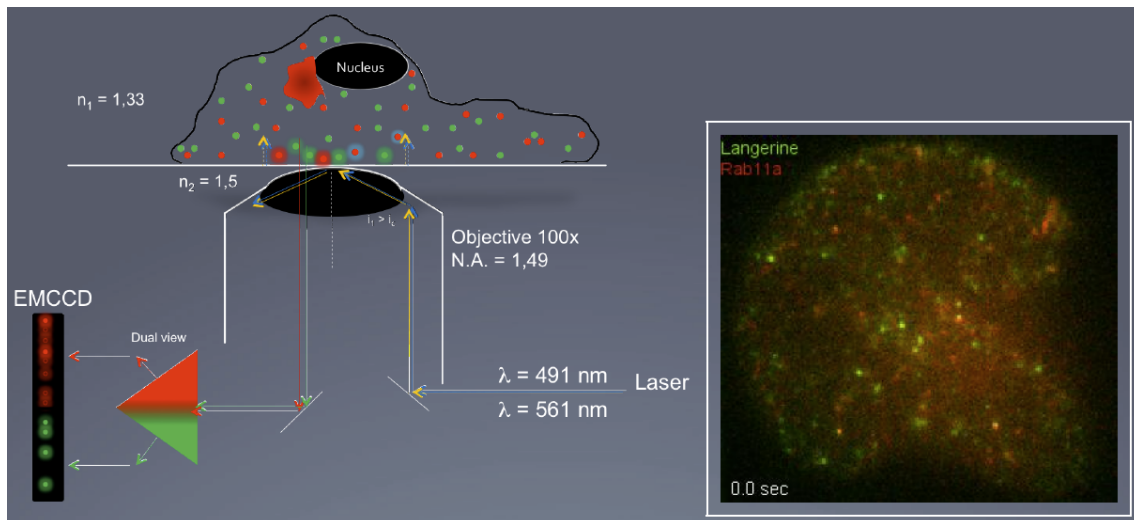 Nucleus
n1 = 1,33
n2 = 1,5
i1 > iL
Objective 100x
N.A. = 1,49
EMCCD
Dual view
λ = 491 nm
Laser
λ = 561 nm
Langerine
Rab11a
0.0 sec